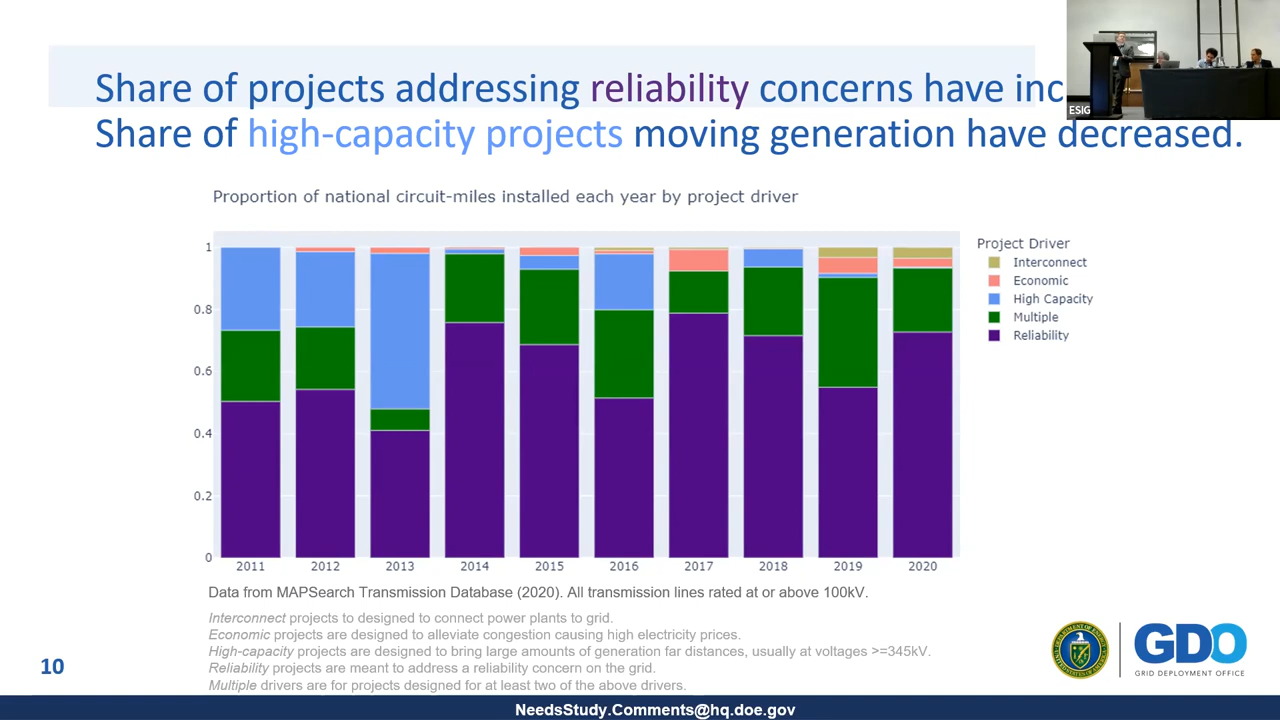 Share of projects addressing reliability concerns have inc
Share of high-capacity projects moving generation have decreased.
ESIG
Proportion of national circuit-miles installed each year by project driver
1
0.8
0.6
0.4
0.2
0
2011 2012 2013 2014 2015 2016 2017 2018 2019 2020
Project Driver
Interconnect
Economic
High Capacity
Multiple
Reliability
Data from MAPSearch Transmission Database (2020). All transmission lines rated at or above 100kV.
Interconnect projects to designed to connect power plants to grid.
Economic projects are designed to alleviate congestion causing high electricity prices.
High-capacity projects are designed to bring large amounts of generation far distances, usually at voltages >=345kV.
Reliability projects are meant to address a reliability concern on the grid.
Multiple drivers are for projects designed for at least two of the above drivers.
10
GDO
GRID DEPLOYMENT OFFICE
NeedsStudy.Comments@hq.doe.gov